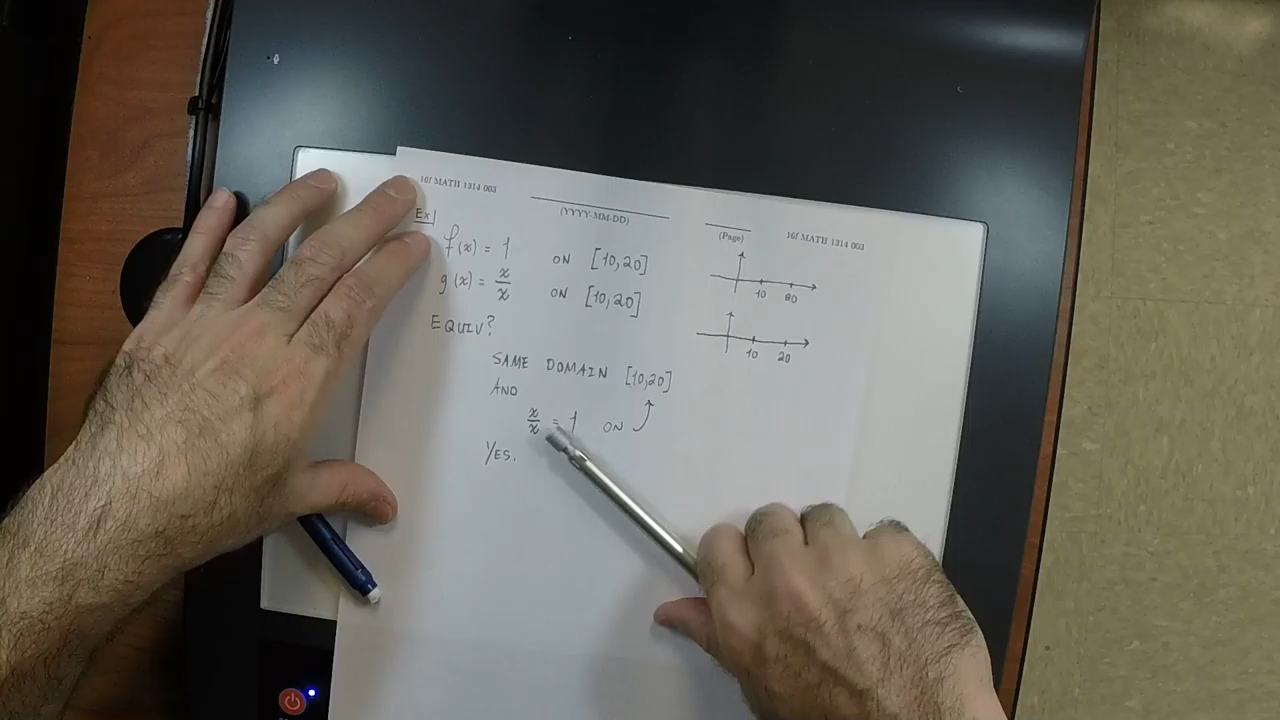 16f MATH 1314 003
(YYYY-MM-DD)
(Page)
16f MATH 1314 003
Ex
f(x) = 1 ON [10,20]
g(x) = x/x ON [10,20]
10 20
EQUIV?
10 20
SAME DOMAIN [10,20]
AND
x/x = 1 ON
YES.